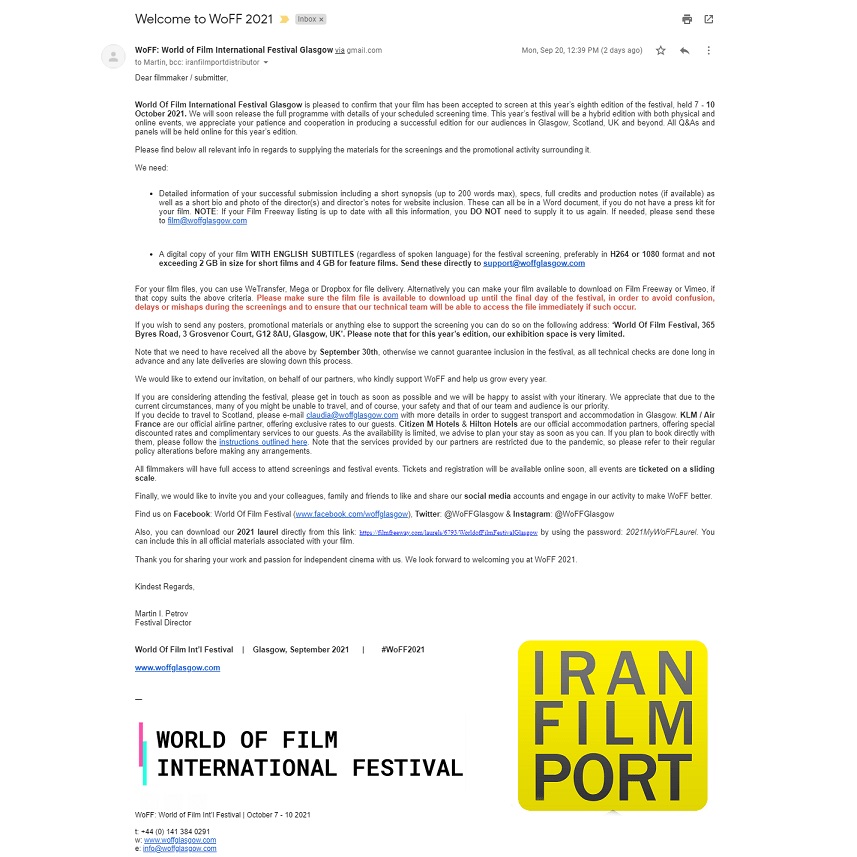 Welcome to WoFF 2021 Inbox x
WoFF: World of Film International Festival Glasgow via gmail.com
Mon, Sep 20, 12:39 PM (2 days ago)
to Martin, bcc: iranfilmportdistributor
Dear filmmaker / submitter,
World Of Film International Festival Glasgow is pleased to confirm that your film has been accepted to screen at this year's eighth edition of the festival, held 7 - 10
October 2021. We will soon release the full programme with details of your scheduled screening time. This year's festival will be a hybrid edition with both physical and
online events, we appreciate your patience and cooperation in producing a successful edition for our audiences in Glasgow, Scotland, UK and beyond. All Q&As and
panels will be held online for this year's edition.
Please find below all relevant info in regards to supplying the materials for the screenings and the promotional activity surrounding it.
We need:
• Detailed information of your successful submission including a short synopsis (up to 200 words max), specs, full credits and production notes (if available) as
well as a short bio and photo of the director(s) and director's notes for website inclusion. These can all be in a Word document, if you do not have a press kit for
your film. NOTE: If your Film Freeway listing is up to date with all this information, you DO NOT need to supply it to us again. If needed, please send these
to film@woffglasgow.com
• A digital copy of your film WITH ENGLISH SUBTITLES (regardless of spoken language) for the festival screening, preferably in H264 or 1080 format and not
exceeding 2 GB in size for short films and 4 GB for feature films. Send these directly to support@woffglasgow.com
For your film files, you can use WeTransfer, Mega or Dropbox for file delivery. Alternatively you can make your film available to download on Film Freeway or Vimeo, if
that copy suits the above criteria. Please make sure the film file is available to download up until the final day of the festival, in order to avoid confusion,
delays or mishaps during the screenings and to ensure that our technical team will be able to access the file immediately if such occur.
If you wish to send any posters, promotional materials or anything else to support the screening you can do so on the following address: 'World Of Film Festival, 365
Byres Road, 3 Grosvenor Court, G12 8AU, Glasgow, UK'. Please note that for this year's edition, our exhibition space is very limited.
Note that we need to have received all the above by September 30th, otherwise we cannot guarantee inclusion in the festival, as all technical checks are done long in
advance and any late deliveries are slowing down this process.
We would like to extend our invitation, on behalf of our partners, who kindly support WoFF and help us grow every year.
If you are considering attending the festival, please get in touch as soon as possible and we will be happy to assist with your itinerary. We appreciate that due to the
current circumstances, many of you might be unable to travel, and of course, your safety and that of our team and audience is our priority.
If you decide to travel to Scotland, please e-mail claudia@woffglasgow.com with more details in order to suggest transport and accommodation in Glasgow. KLM / Air
France are our official airline partner, offering exclusive rates to our guests. Citizen M Hotels & Hilton Hotels are our official accommodation partners, offering special
discounted rates and complimentary services to our guests. As the availability is limited, we advise to plan your stay as soon as you can. If you plan to book directly with
them, please follow the instructions outlined here. Note that the services provided by our partners are restricted due to the pandemic, so please refer to their regular
policy alterations before making any arrangements.
All filmmakers will have full access to attend screenings and festival events. Tickets and registration will be available online soon, all events are ticketed on a sliding
scale.
Finally, we would like to invite you and your colleagues, family and friends to like and share our social media accounts and engage in our activity to make WoFF better.
Find us on Facebook: World Of Film Festival (www.facebook.com/woffglasgow), Twitter: @WoFFGlasgow & Instagram: @WoFFGlasgow
Also, you can download our 2021 laurel directly from this link: https://filmfreeway.com/laurels/6793/WorldofFilmFestivalGlasgow by using the password: 2021MyWoFFLaurel. You
can include this in all official materials associated with your film.
Thank you for sharing your work and passion for independent cinema with us. We look forward to welcoming you at WoFF 2021.
Kindest Regards,
Martin I. Petrov
Festival Director
World Of Film Int'l Festival | Glasgow, September 2021 | #WoFF2021
www.woffglasgow.com
—
WORLD OF FILM
INTERNATIONAL FESTIVAL
IRAN
FILM
PORT
WoFF: World of Film Int'l Festival | October 7 - 10 2021
t: +44 (0) 141 384 0291
w: www.woffglasgow.com
e: info@woffglasgow.com